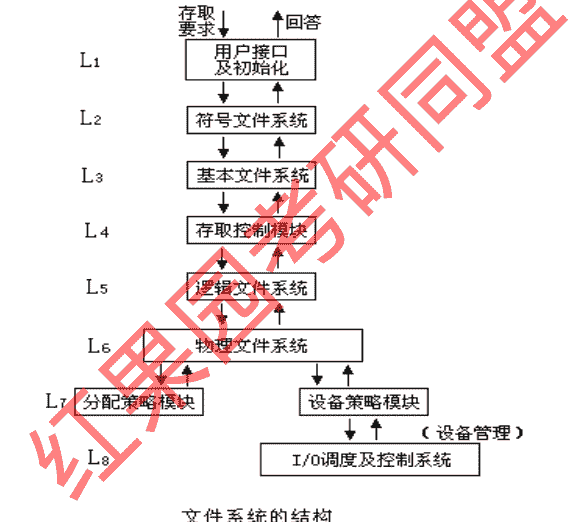 存取
要求
回答
L1
用户接口
及初始化
L2
符号文件系统
L3
基本文件系统
L4
存取控制模块
L5
逻辑文件系统
L6
物理文件系统
L7
分配策略模块
设备策略模块
(设备管理)
L8
I/O调度及控制系统
文件系统的结构
红果园考研同盟